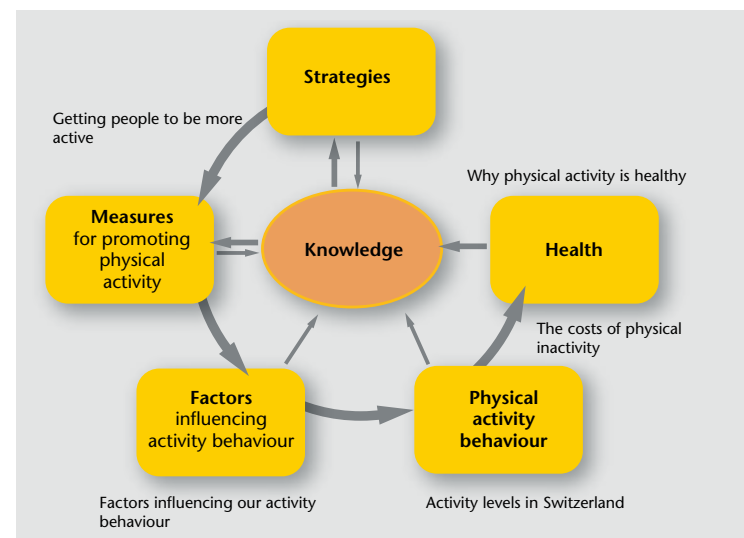 Strategies
Getting people to be more
active
Why physical activity is healthy
Measures
for promoting
physical
activity
Knowledge
Health
The costs of physical
inactivity
Factors
influencing
activity behaviour
Physical
activity
behaviour
Factors influencing our activity
behaviour
Activity levels in Switzerland